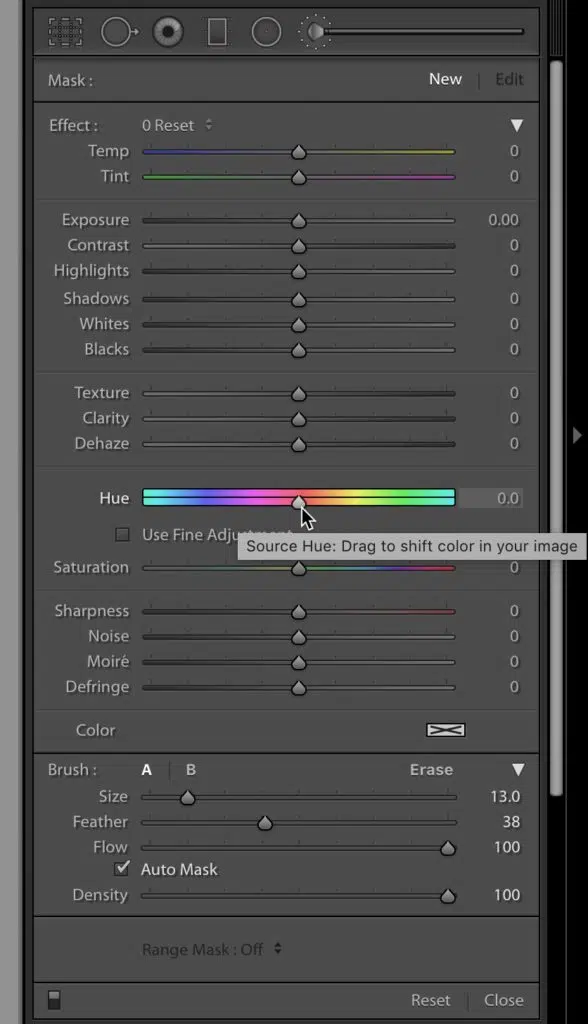 Mask : New | Edit
Effect : 0 Reset
Temp 0
Tint 0
Exposure 0.00
Contrast 0
Highlights 0
Shadows 0
Whites 0
Blacks 0
Texture 0
Clarity 0
Dehaze 0
Hue 0.0
Use Fine Adjustment
Source Hue: Drag to shift color in your image
Saturation 0
Sharpness 0
Noise 0
Moiré 0
Defringe 0
Color
Brush : A | B Erase
Size 13.0
Feather 38
Flow 100
Auto Mask
Density 100
Range Mask : Off
Reset | Close